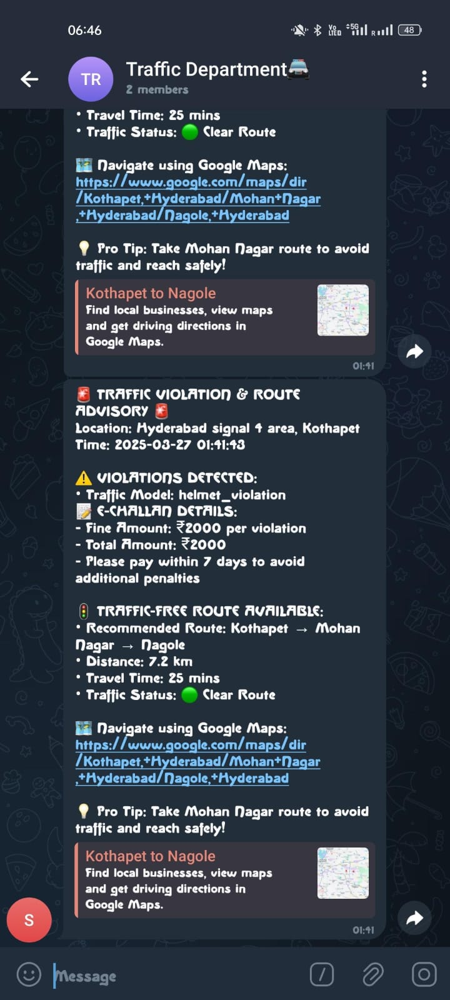 06:46
Vo LTED 5G R 48
TR
Traffic Department🚔
2 members
• Travel Time: 25 mins
• Traffic Status: 🟢 Clear Route
🗺️ Navigate using Google Maps:
https://www.google.com/maps/dir
/Kothapet,+Hyderabad/Mohan+Nagar
,+Hyderabad/Nagole,+Hyderabad
💡 Pro Tip: Take Mohan Nagar route to avoid
traffic and reach safely!
Kothapet to Nagole
Find local businesses, view maps
and get driving directions in
Google Maps.
01:41
🚨 TRAFFIC VIOLATION & ROUTE
ADVISORY 🚨
Location: Hyderabad signal 4 area, Kothapet
Time: 2025-03-27 01:41:43
⚠️ VIOLATIONS DETECTED:
• Traffic Model: helmet_violation
📝 E-CHALLAN DETAILS:
- Fine Amount: ₹2000 per violation
- Total Amount: ₹2000
- Please pay within 7 days to avoid
additional penalties
🚦 TRAFFIC-FREE ROUTE AVAILABLE:
• Recommended Route: Kothapet → Mohan
Nagar → Nagole
• Distance: 7.2 km
• Travel Time: 25 mins
• Traffic Status: 🟢 Clear Route
🗺️ Navigate using Google Maps:
https://www.google.com/maps/dir
/Kothapet,+Hyderabad/Mohan+Nagar
,+Hyderabad/Nagole,+Hyderabad
💡 Pro Tip: Take Mohan Nagar route to avoid
traffic and reach safely!
Kothapet to Nagole
Find local businesses, view maps
and get driving directions in
Google Maps.
01:41
S
Message